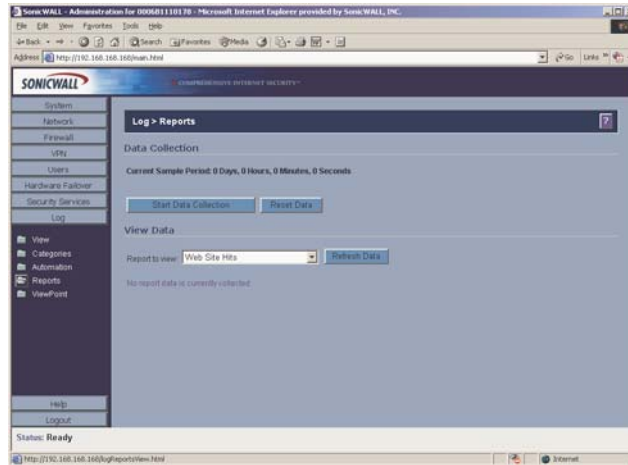 SonicWALL - Administration for 0006B1110170 - Microsoft Internet Explorer provided by SonicWALL, INC.
File Edit View Favorites Tools Help
Back Search Favorites Media
Address http://192.168.168.168/main.html Go Links
SONICWALL COMPREHENSIVE INTERNET SECURITY™
System
Network
Firewall
VPN
Users
Hardware Failover
Security Services
Log
View
Categories
Automation
Reports
ViewPoint
Help
Logout
Log > Reports ?
Data Collection
Current Sample Period: 0 Days, 0 Hours, 0 Minutes, 0 Seconds
Start Data Collection Reset Data
View Data
Report to view: Web Site Hits Refresh Data
No report data is currently collected
Status: Ready
http://192.168.168.168/logReportsView.html Internet